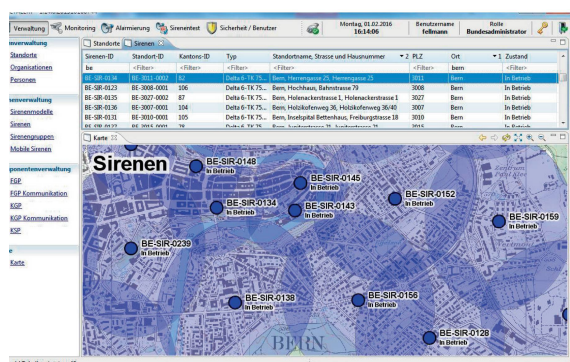 Verwaltung Monitoring Alarmierung Sirenentest Sicherheit / Benutzer Montag, 01.02.2016 16:14:06 Benutzername fellmann Rolle Bundesadministrator
Standorte
Organisationen
Personen
Sirenenmodelle
Sirenen
Sirenengruppen
Mobile Sirenen
FGP
FGP Kommunikation
KGP
KGP Kommunikation
KSP
Karte
Standorte Sirenen
Sirenen-ID Standort-ID Kantons-ID Typ Standortname, Strasse und Hausnummer 2 PLZ Ort 1 Zustand
be <Filter> <Filter> <Filter> <Filter> <Filter> bern <Filter>
BE-SIR-0134 BE-3011-0002 82 Delta 6-TK 75... Bern, Herrengasse 25, Herrengasse 25 3011 Bern In Betrieb
BE-SIR-0123 BE-3008-0001 106 Delta 6-TK 75... Bern, Hochhaus, Bahnstrasse 79 3008 Bern In Betrieb
BE-SIR-0135 BE-3027-0002 87 Delta 6-TK 75... Bern, Holenackerstrasse 1, Holenackerstrasse 1 3027 Bern In Betrieb
BE-SIR-0136 BE-3007-0001 104 Delta 6-TK 75... Bern, Holzikofenweg 36, Holzikofenweg 36/40 3007 Bern In Betrieb
BE-SIR-0131 BE-3010-0001 105 Delta 6-TK 75... Bern, Inselspital Bettenhaus, Freiburgstrasse 18 3010 Bern In Betrieb
Karte
Sirenen
BE-SIR-0148
In Betrieb
BE-SIR-0145
In Betrieb
BE-SIR-0152
In Betrieb
BE-SIR-0134
In Betrieb
BE-SIR-0143
In Betrieb
BE-SIR-0159
In Betrieb
BE-SIR-0239
In Betrieb
BE-SIR-0138
In Betrieb
BE-SIR-0156
In Betrieb
BE-SIR-0128
In Betrieb
BERN